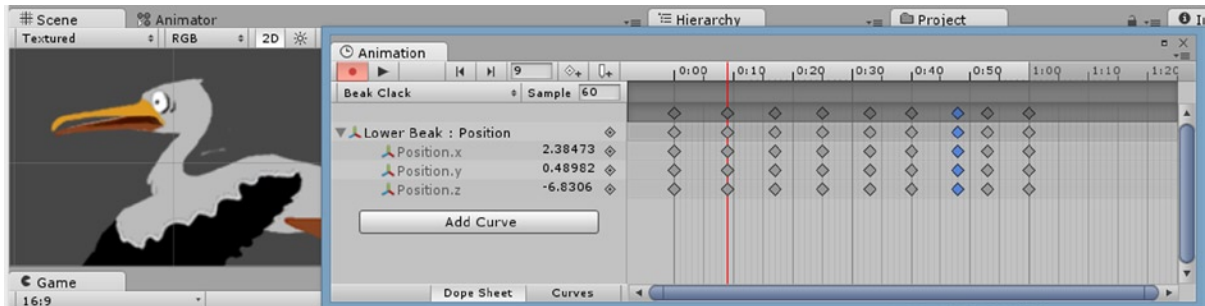 Scene Animator Hierarchy Project
Textured RGB 2D
Animation
9 0:00 0:10 0:20 0:30 0:40 0:50 1:00 1:10 1:20
Beak Clack Sample 60
Lower Beak : Position
Position.x 2.38473
Position.y 0.48982
Position.z -6.8306
Add Curve
Game
Dope Sheet Curves
16:9